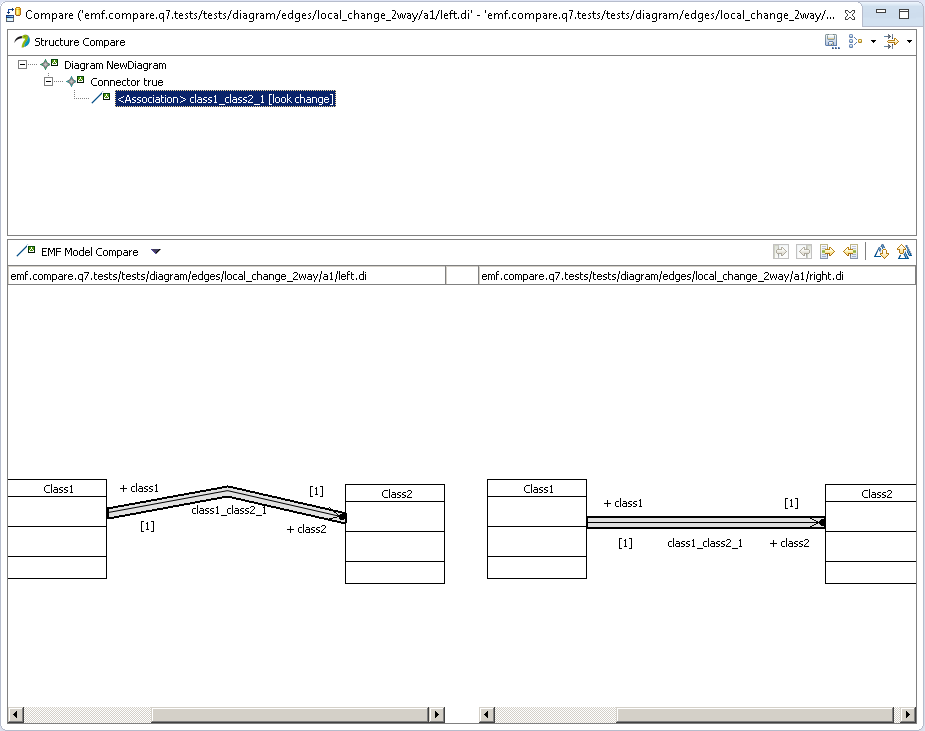 Compare ('emf.compare.q7.tests/tests/diagram/edges/local_change_2way/a1/left.di' - 'emf.compare.q7.tests/tests/diagram/edges/local_change_2way/...
Structure Compare
Diagram NewDiagram
Connector true
<Association> class1_class2_1 [look change]
EMF Model Compare
emf.compare.q7.tests/tests/diagram/edges/local_change_2way/a1/left.di
emf.compare.q7.tests/tests/diagram/edges/local_change_2way/a1/right.di
Class1
+ class1
[1]
[1]
class1_class2_1
+ class2
Class2
Class1
+ class1
[1]
[1]
class1_class2_1
+ class2
Class2